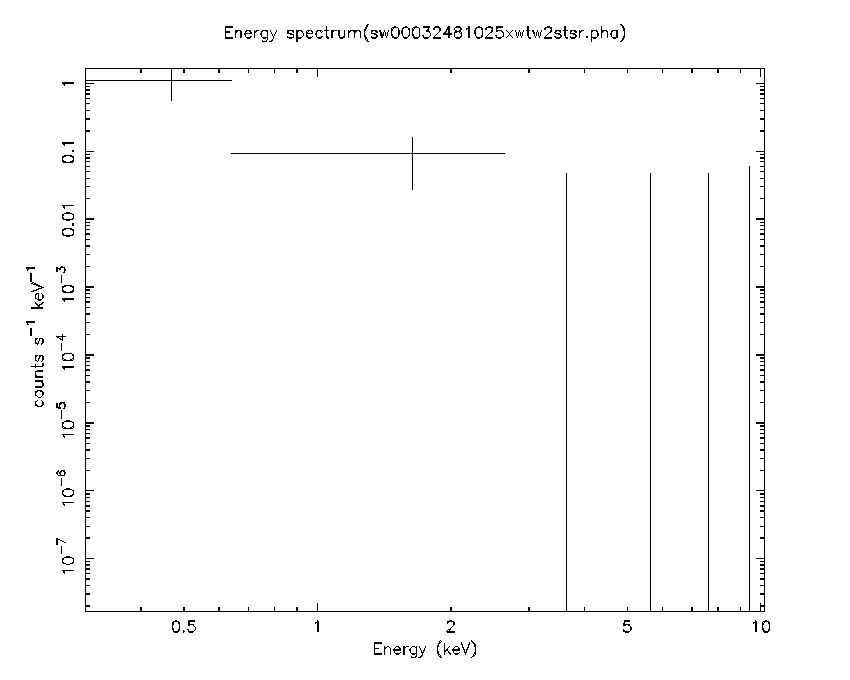 Energy spectrum(sw00032481025xwtw2stsr.pha)
counts s⁻¹ keV⁻¹
1
0.1
0.01
10⁻³
10⁻⁴
10⁻⁵
10⁻⁶
10⁻⁷
0.5 1 2 5 10
Energy (keV)